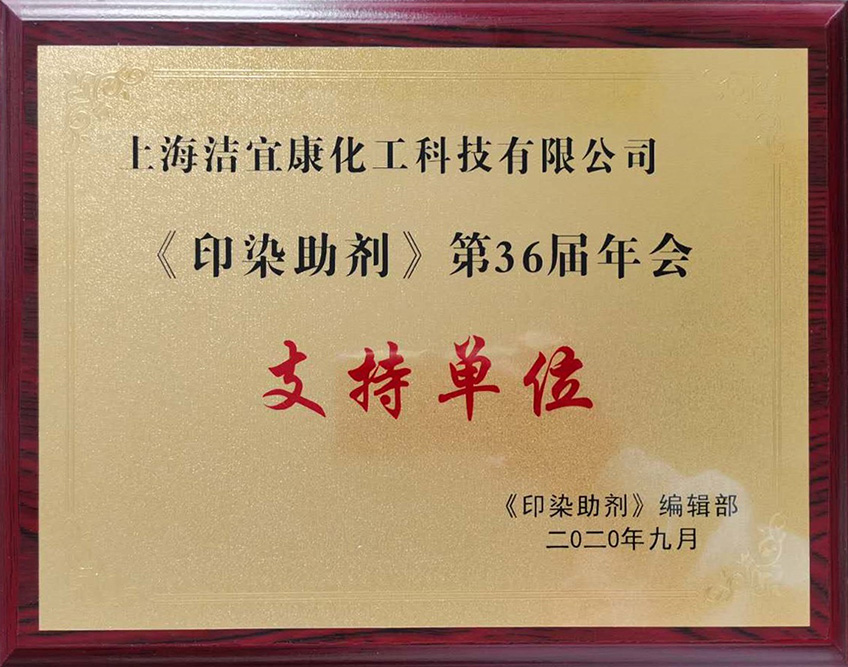 上海洁宜康化工科技有限公司
《印染助剂》第36届年会
支持单位
《印染助剂》编辑部
二0二0年九月